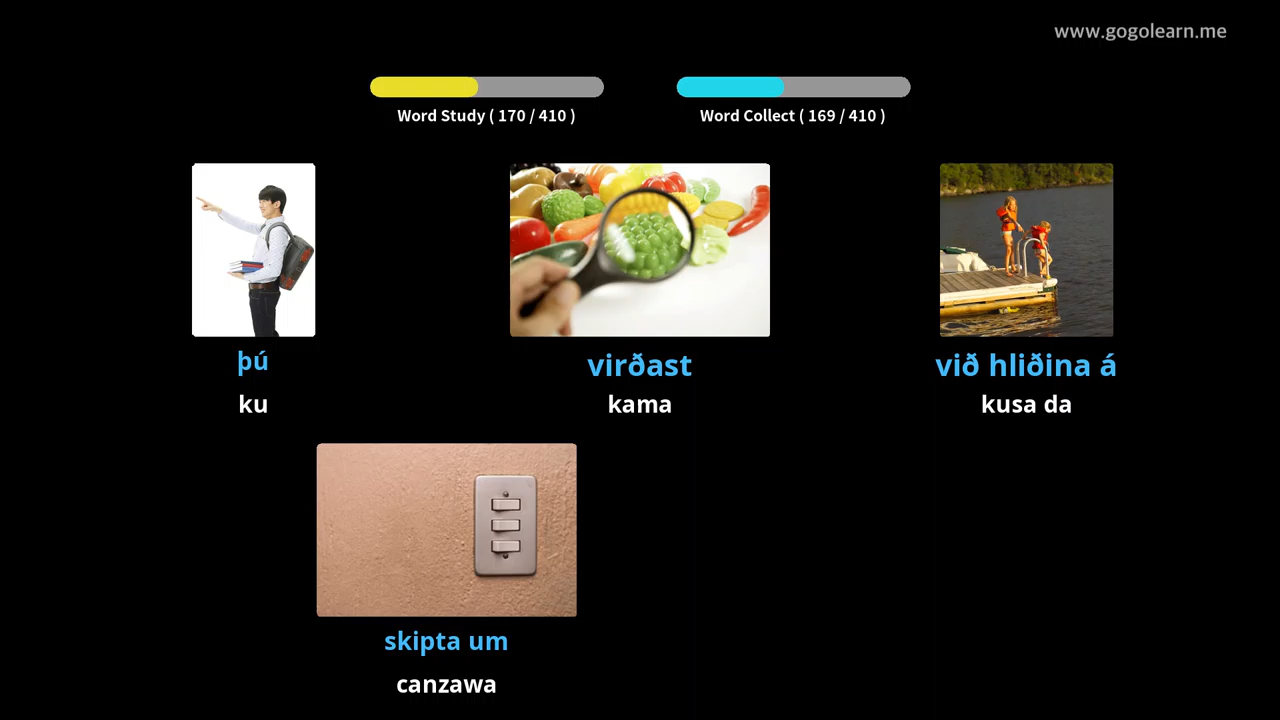 www.gogolearn.me
Word Study ( 170 / 410 )
Word Collect ( 169 / 410 )
þú
ku
virðast
kama
við hliðina á
kusa da
skipta um
canzawa